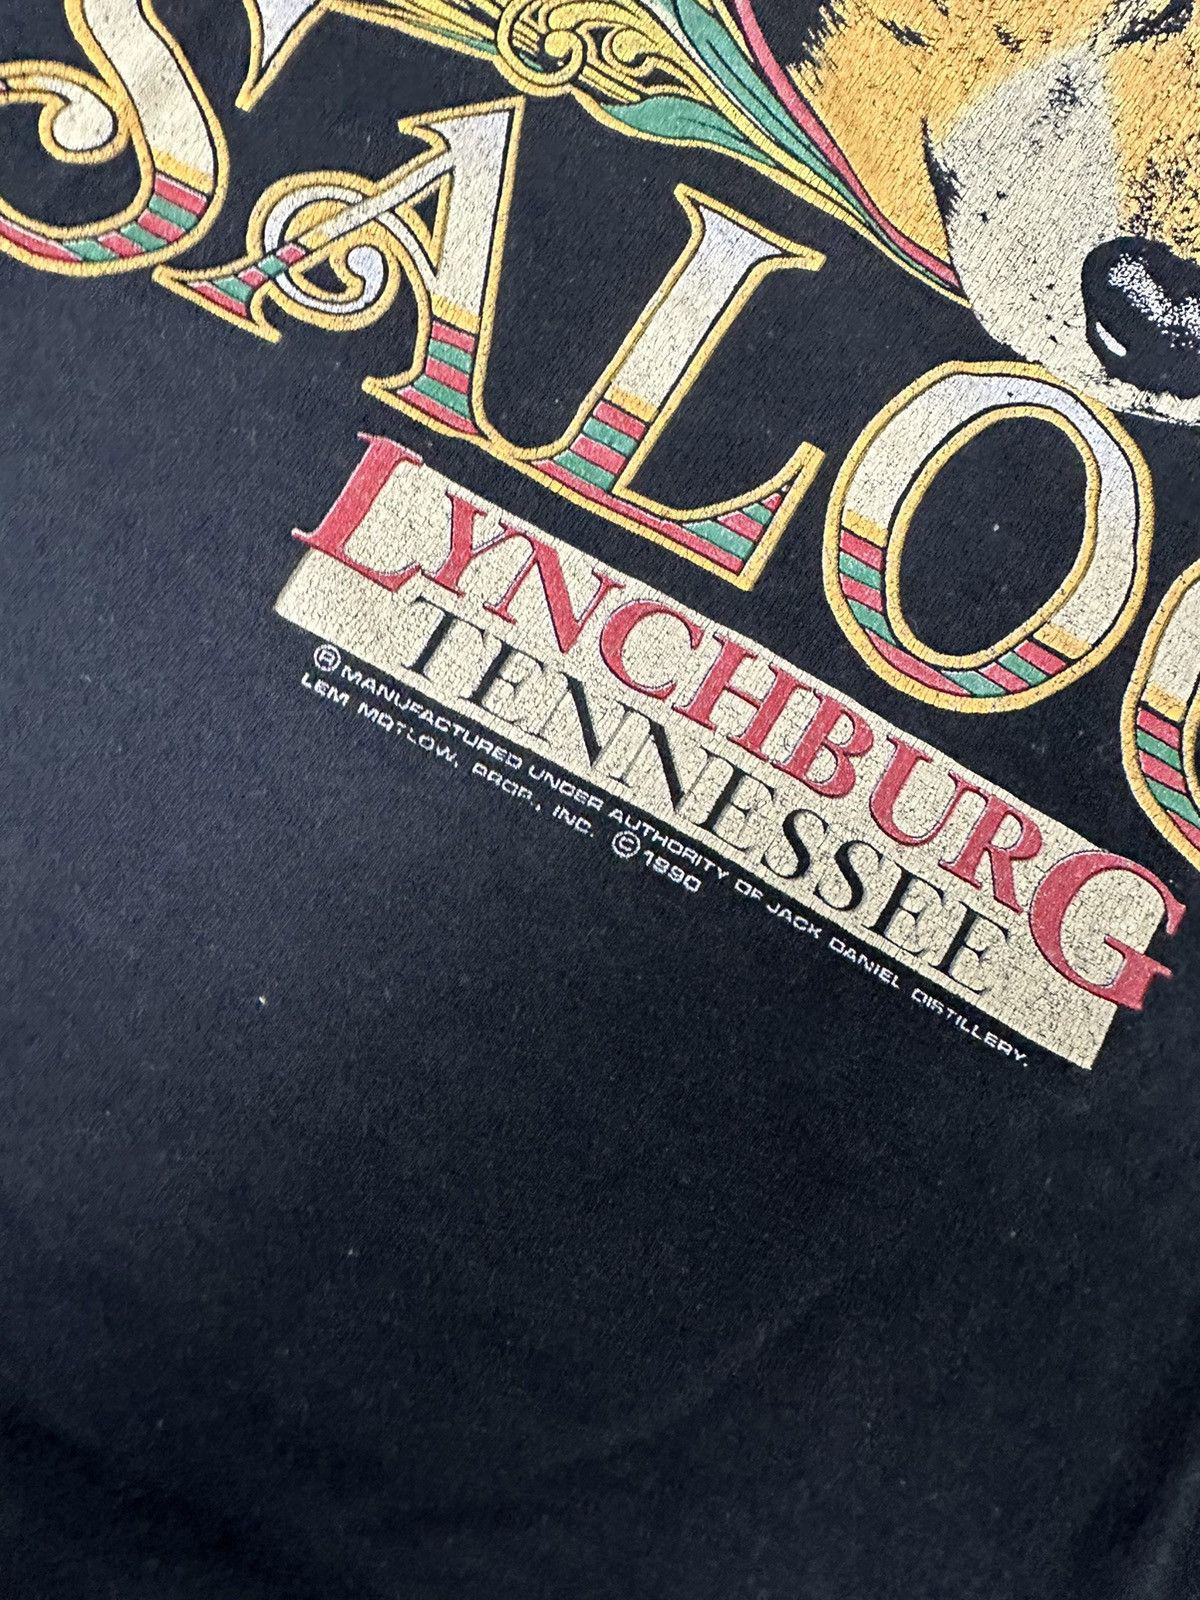 SALOO
LYNCHBURG
TENNESSEE
® MANUFACTURED UNDER AUTHORITY OF JACK DANIEL DISTILLERY.
LEM MOTLOW, PROP., INC. © 1990